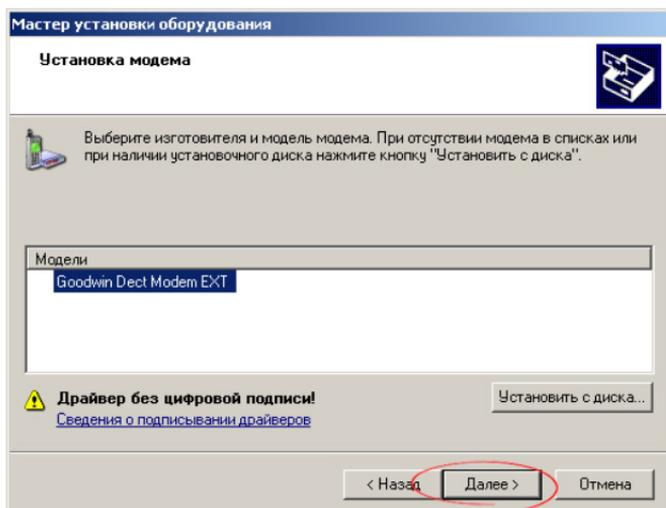 Мастер установки оборудования
Установка модема
Выберите изготовителя и модель модема. При отсутствии модема в списках или
при наличии установочного диска нажмите кнопку "Установить с диска".
Модели
Goodwin Dect Modem EXT
Драйвер без цифровой подписи!
Установить с диска...
Сведения о подписывании драйверов
< Назад
Далее >
Отмена